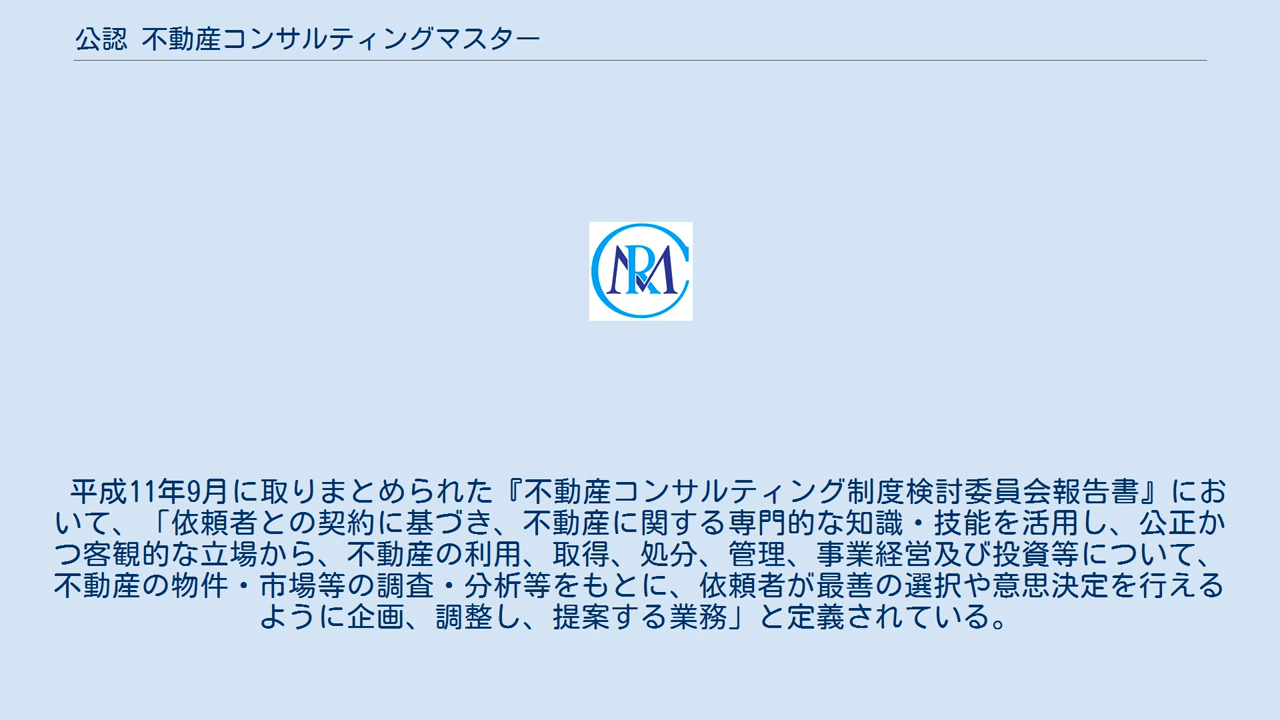 公認 不動産コンサルティングマスター
CRM
平成11年9月に取りまとめられた『不動産コンサルティング制度検討委員会報告書』にお
いて、「依頼者との契約に基づき、不動産に関する専門的な知識・技能を活用し、公正か
つ客観的な立場から、不動産の利用、取得、処分、管理、事業経営及び投資等について、
不動産の物件・市場等の調査・分析等をもとに、依頼者が最善の選択や意思決定を行える
ように企画、調整し、提案する業務」と定義されている。